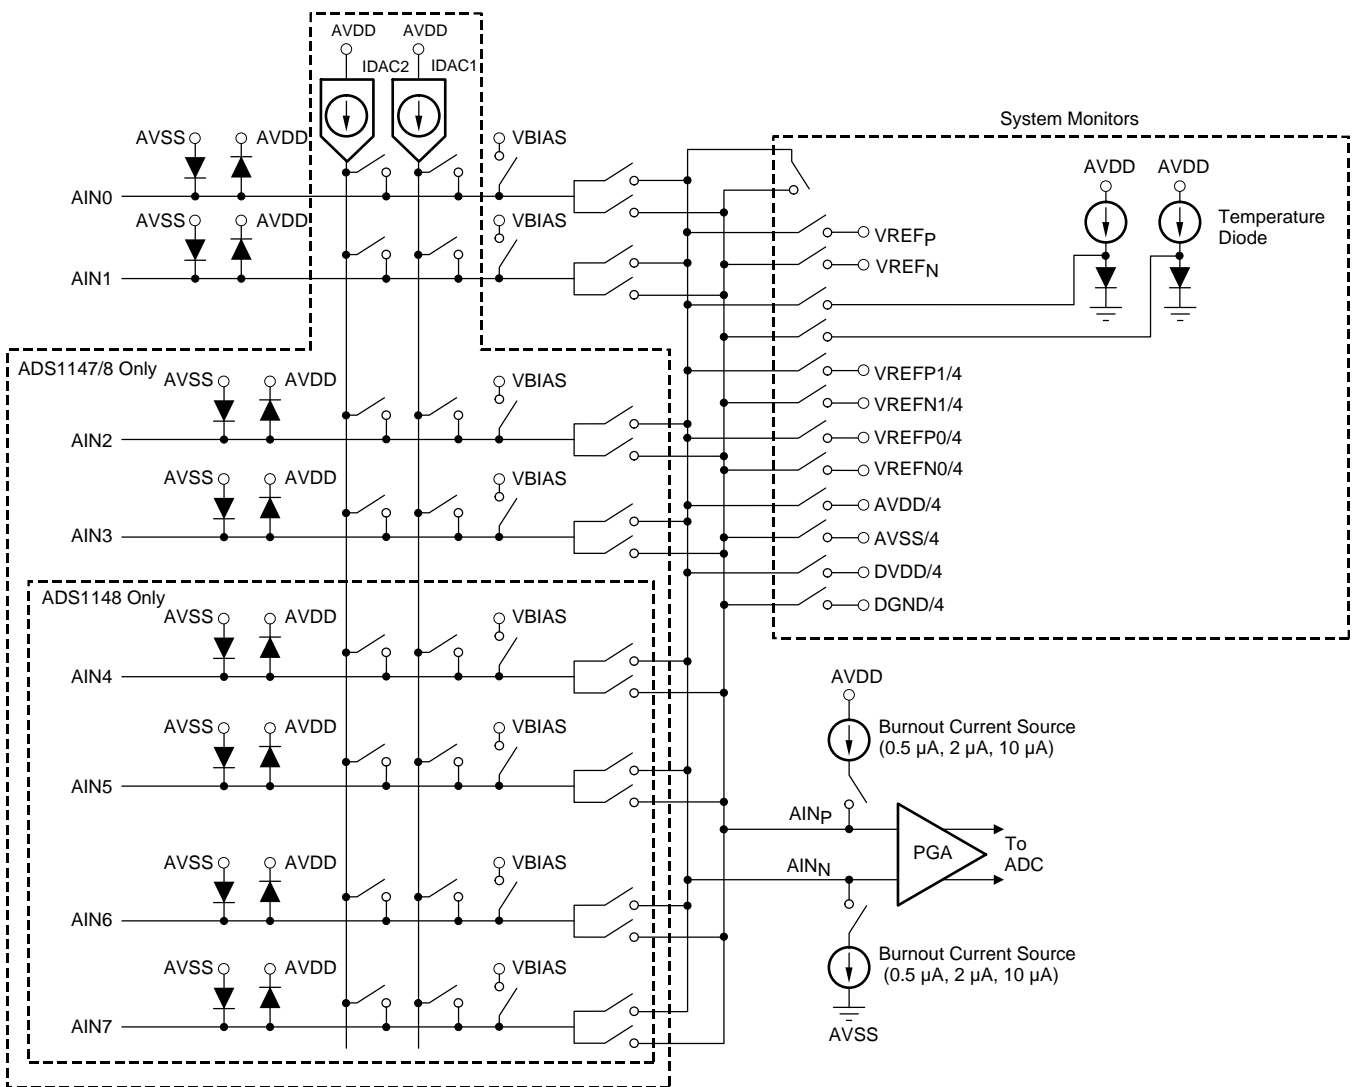 AVDD AVDD
IDAC2 IDAC1
System Monitors
AVSS AVDD VBIAS
AIN0
AVDD AVDD
Temperature
Diode
VREFP
VREFN
AVSS AVDD VBIAS
AIN1
ADS1147/8 Only
AVSS AVDD VBIAS
AIN2
VREFP1/4
VREFN1/4
VREFP0/4
VREFN0/4
AVSS AVDD VBIAS
AIN3
AVDD/4
AVSS/4
DVDD/4
DGND/4
ADS1148 Only
AVSS AVDD VBIAS
AIN4
AVSS AVDD VBIAS
AIN5
AVDD
Burnout Current Source
(0.5 µA, 2 µA, 10 µA)
AINP
PGA
To
ADC
AINN
AVSS AVDD VBIAS
AIN6
Burnout Current Source
(0.5 µA, 2 µA, 10 µA)
AVSS
AVSS AVDD VBIAS
AIN7